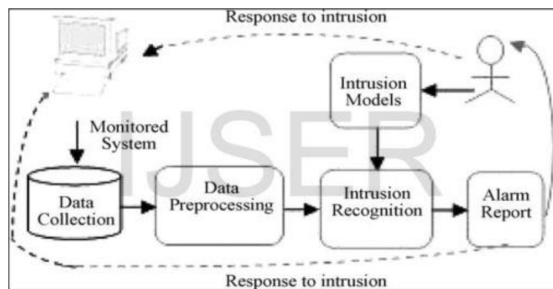 Response to intrusion
Intrusion
Models
Monitored
System
Data
Collection
Data
Preprocessing
Intrusion
Recognition
Alarm
Report
Response to intrusion
IJSER